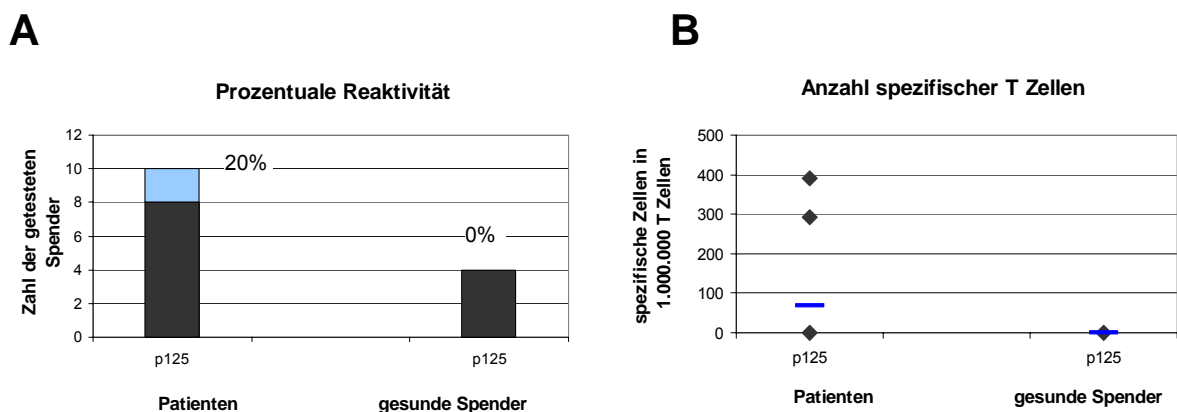 A
Prozentuale Reaktivität
Zahl der getesteten
Spender
12
10
8
6
4
2
0
20%
0%
p125
p125
Patienten
gesunde Spender
B
Anzahl spezifischer T Zellen
spezifische Zellen in
1.000.000 T Zellen
500
400
300
200
100
0
p125
p125
Patienten
gesunde Spender